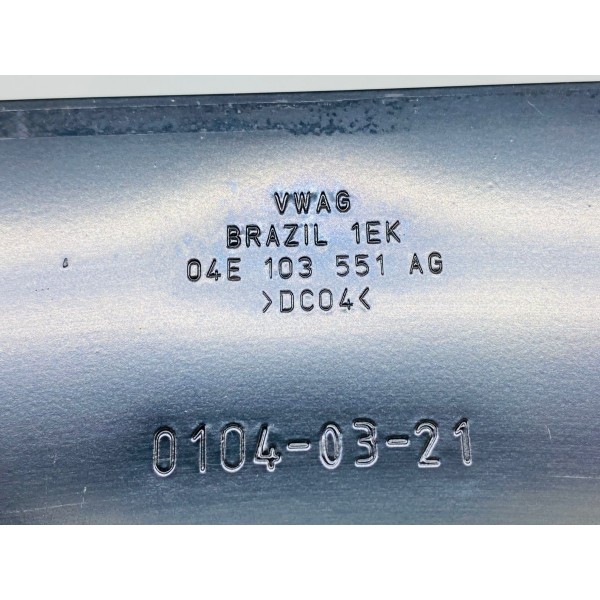 VWAG
BRAZIL 1EK
04E 103 551 AG
>DC04<
0104-03-21